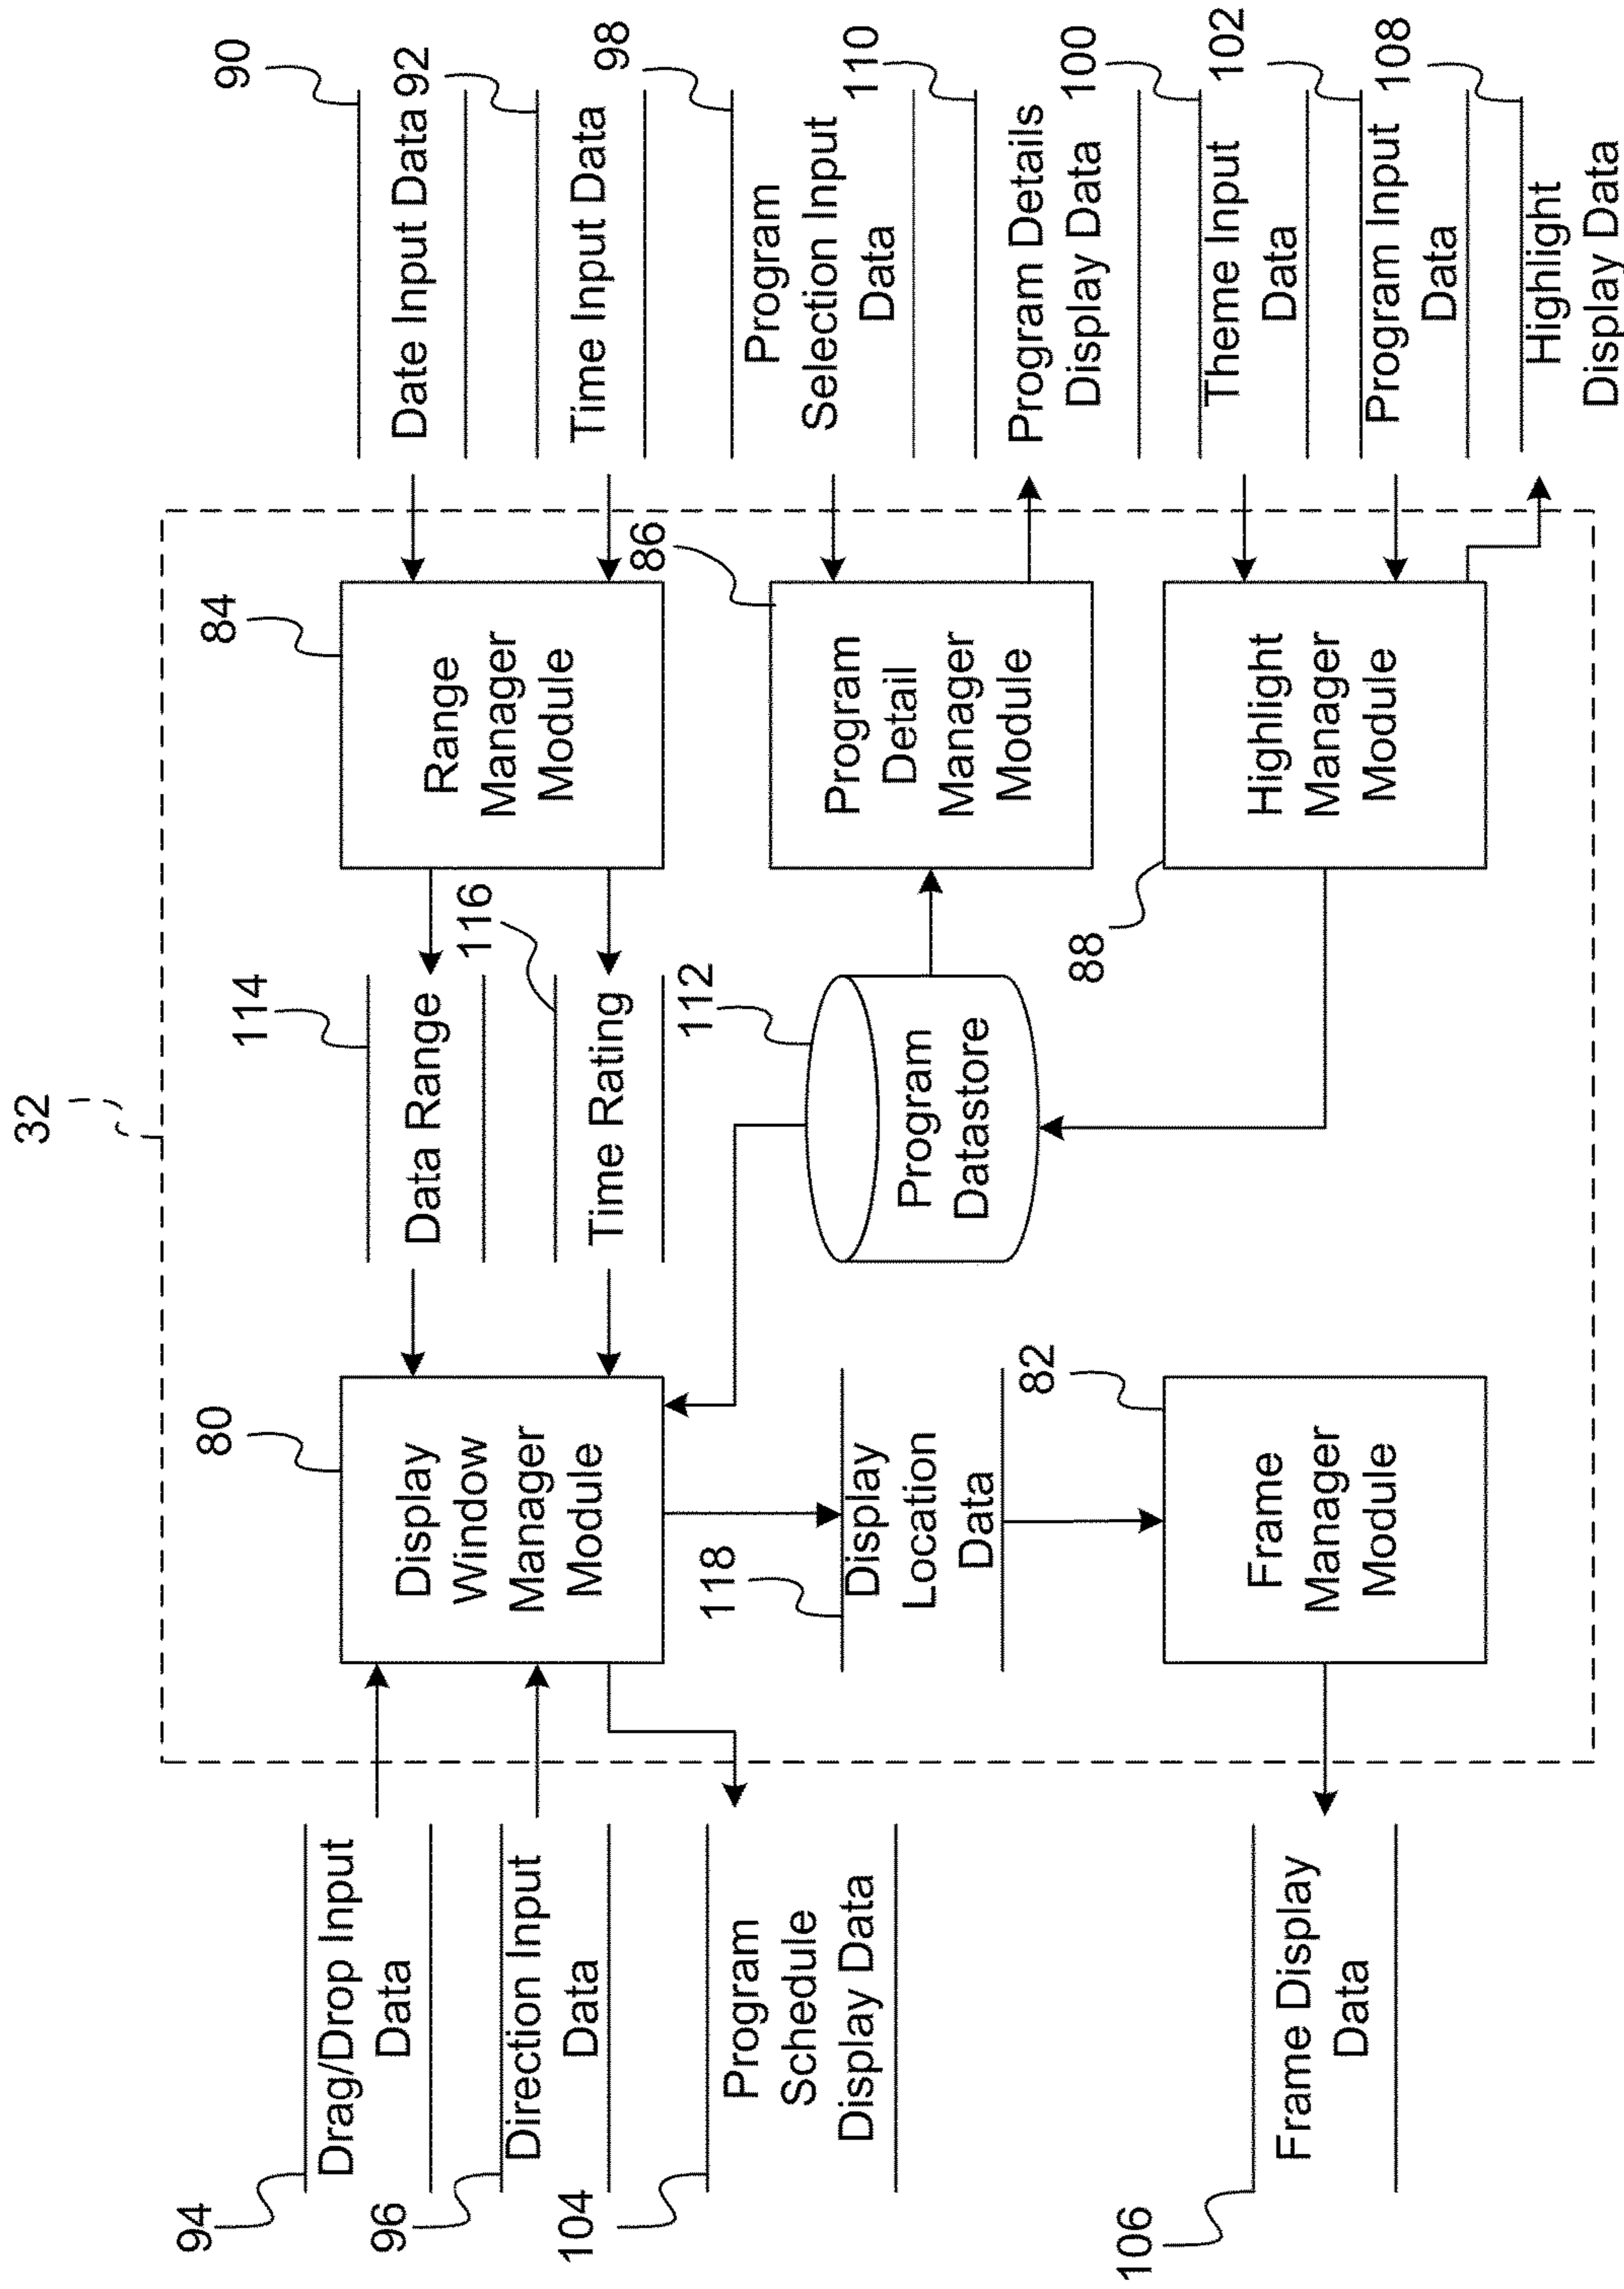 32
94
Drag/Drop Input
Data
96
Direction Input
Data
104
Program
Schedule
Display Data
106
Frame Display
Data
80
Display
Window
Manager
Module
118
Display
Location
Data
82
Frame
Manager
Module
114
Data Range
116
Time Rating
112
Program
Datastore
84
Range
Manager
Module
86
Program
Detail
Manager
Module
88
Highlight
Manager
Module
90
Date Input Data
92
Time Input Data
98
Program
Selection Input
Data
110
Program Details
Display Data
100
Theme Input
Data
102
Program Input
Data
108
Highlight
Display Data